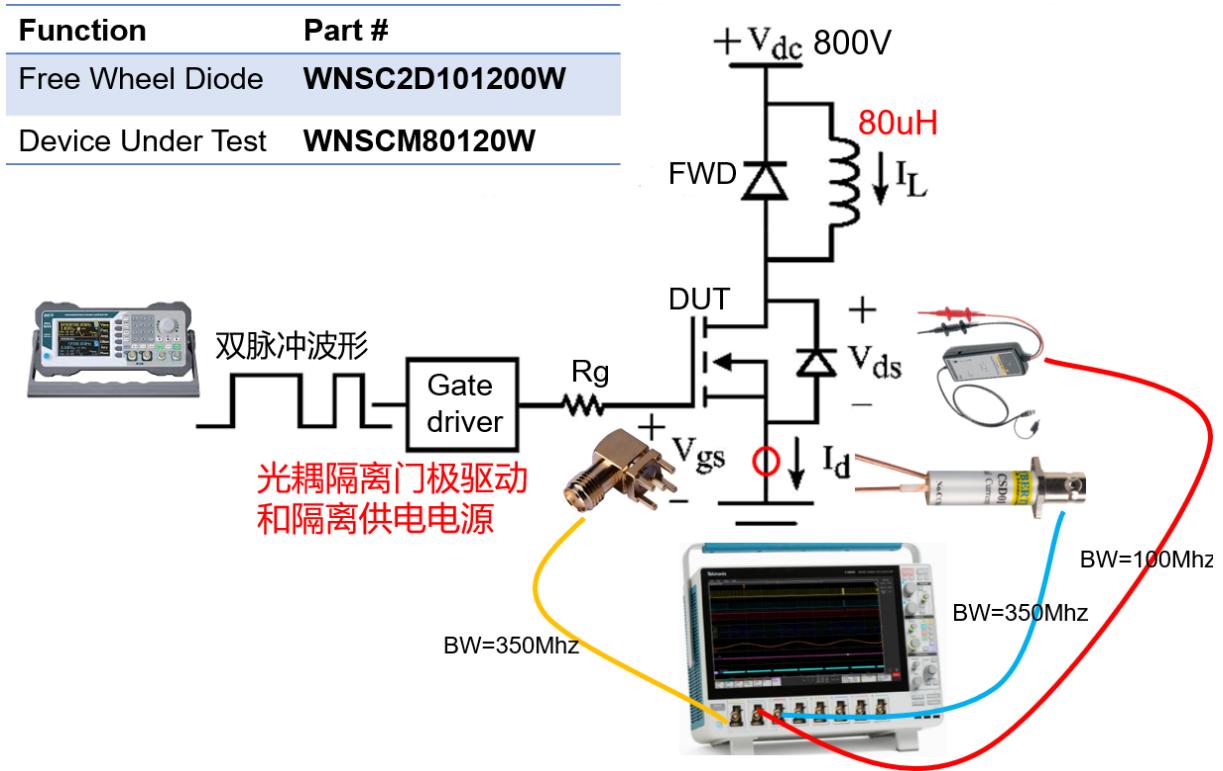 Function Part #
Free Wheel Diode WNSC2D101200W
Device Under Test WNSCM80120W
+Vdc 800V
80uH
FWD
IL
DUT
双脉冲波形
Gate
driver
Rg
+
Vds
−
+
Vgs
−
Id
光耦隔离门极驱动
和隔离供电电源
BW=100Mhz
BW=350Mhz
BW=350Mhz
Tektronix